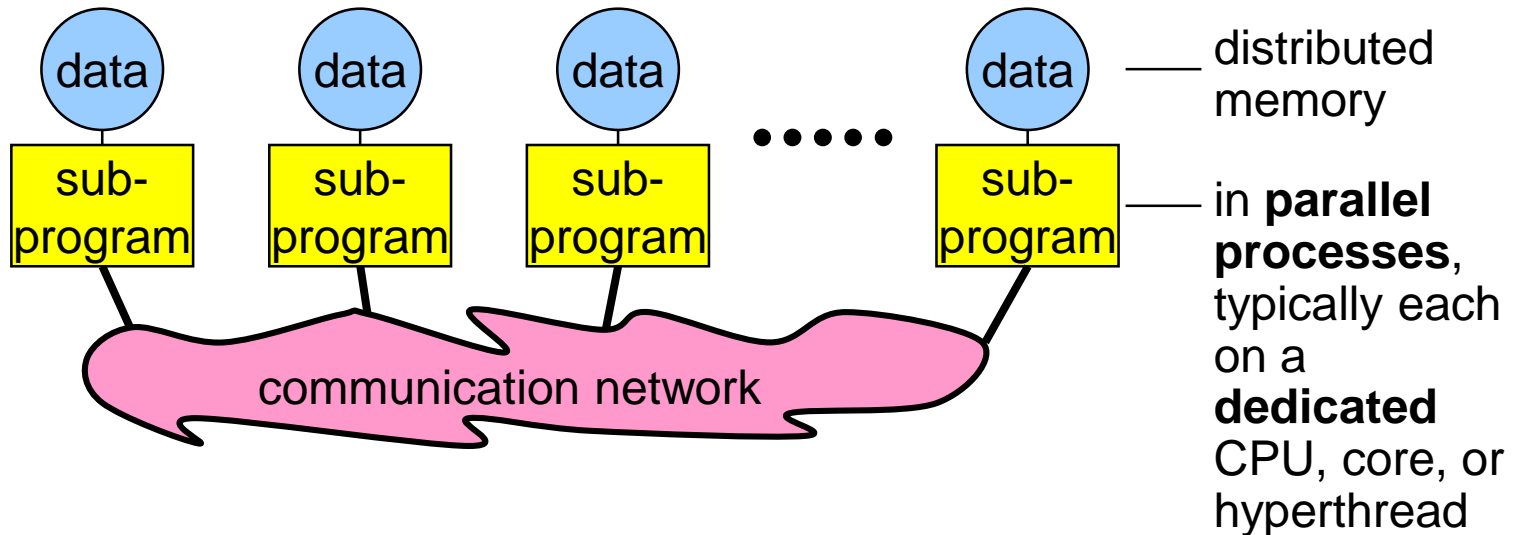 data
data
data
data
distributed
memory
sub-
program
sub-
program
sub-
program
sub-
program
in parallel
processes,
typically each
on a
dedicated
CPU, core, or
hyperthread
communication network